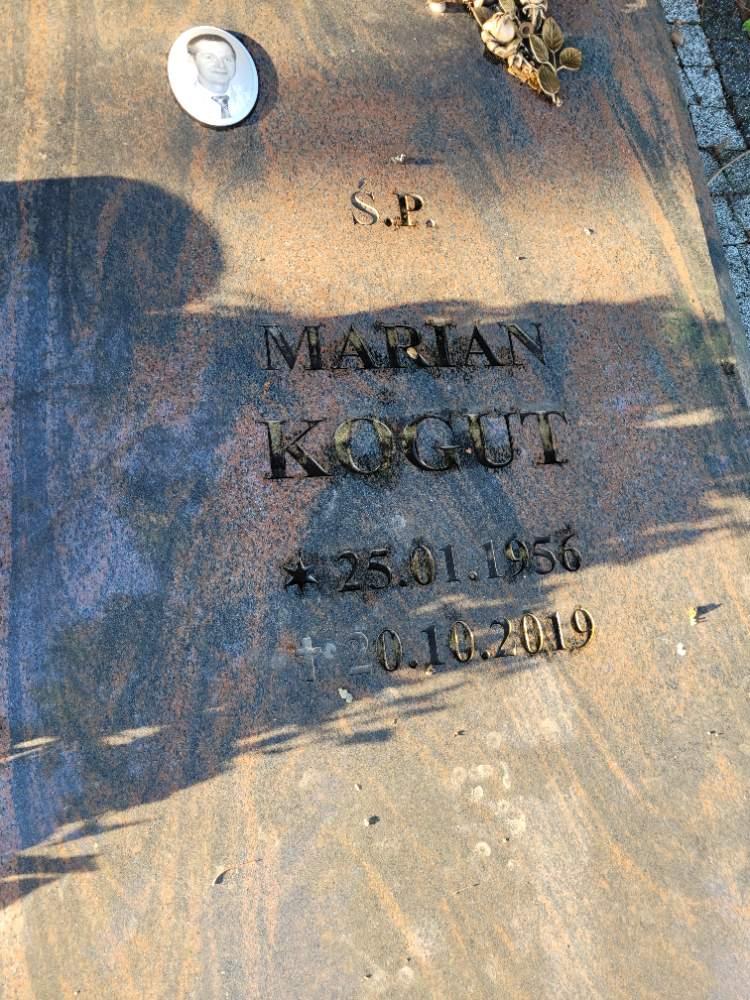 Ś.P.
MARIAN
KOGUT
★ 25.01.1956
✝ 20.10.2019